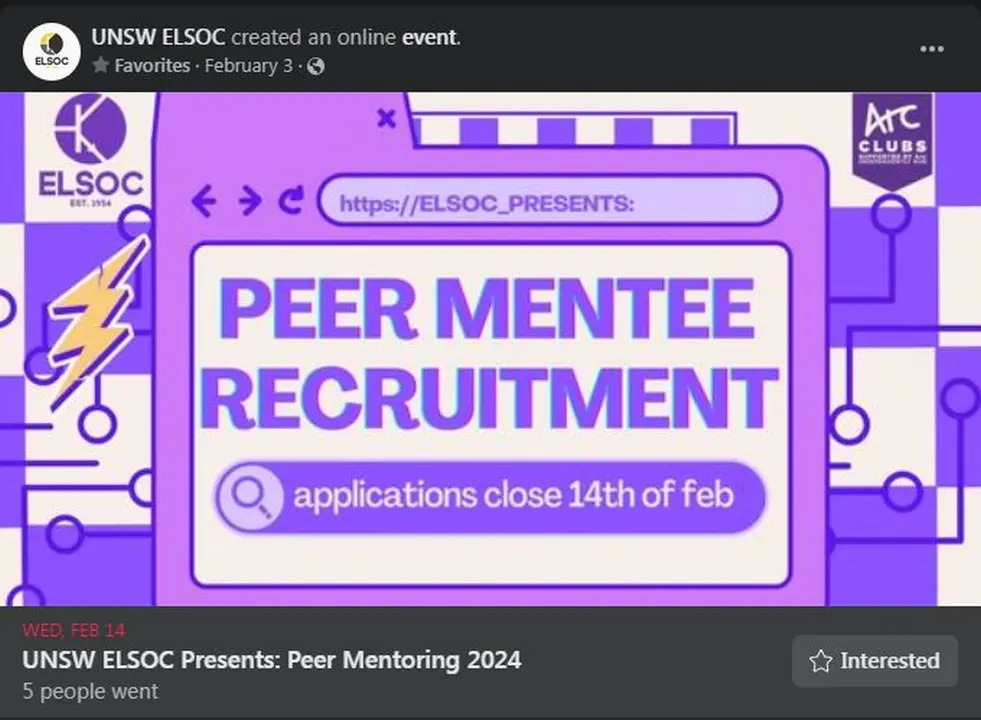 UNSW ELSOC created an online event.
Favorites · February 3 ·
ELSOC
ELSOC
EST. 1954
Arc
CLUBS
https://ELSOC_PRESENTS:
PEER MENTEE
RECRUITMENT
applications close 14th of feb
WED, FEB 14
UNSW ELSOC Presents: Peer Mentoring 2024
5 people went
Interested